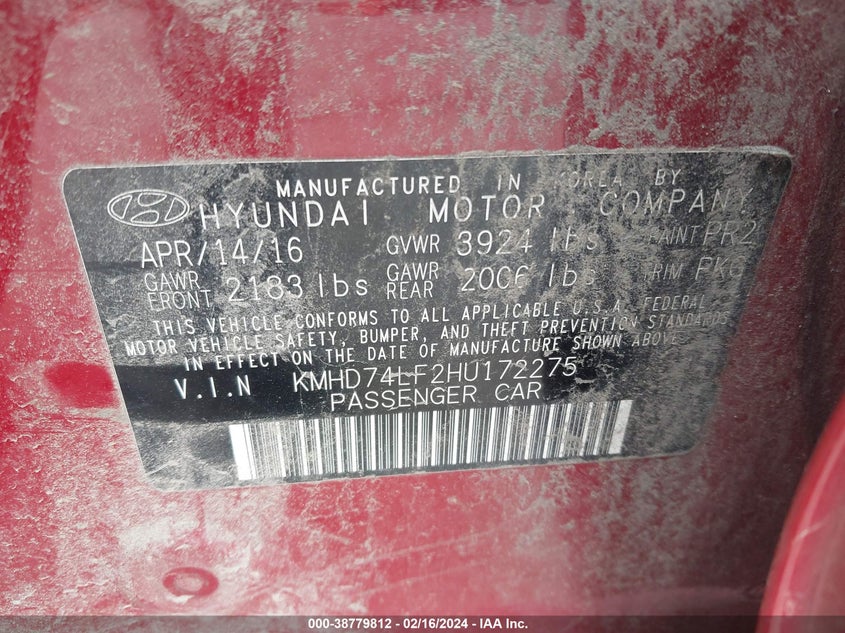 MANUFACTURED IN KOREA BY
HYUNDAI MOTOR COMPANY
APR/14/16 GVWR 3924 lbs PAINT PR2
GAWR FRONT 2183 lbs GAWR REAR 2006 lbs TRIM
THIS VEHICLE CONFORMS TO ALL APPLICABLE U.S.A. FEDERAL
MOTOR VEHICLE SAFETY, BUMPER, AND THEFT PREVENTION STANDARDS
IN EFFECT ON THE DATE OF MANUFACTURE SHOWN ABOVE
V.I.N KMHD74LF2HU172275
PASSENGER CAR
000-38779812 - 02/16/2024 - IAA Inc.